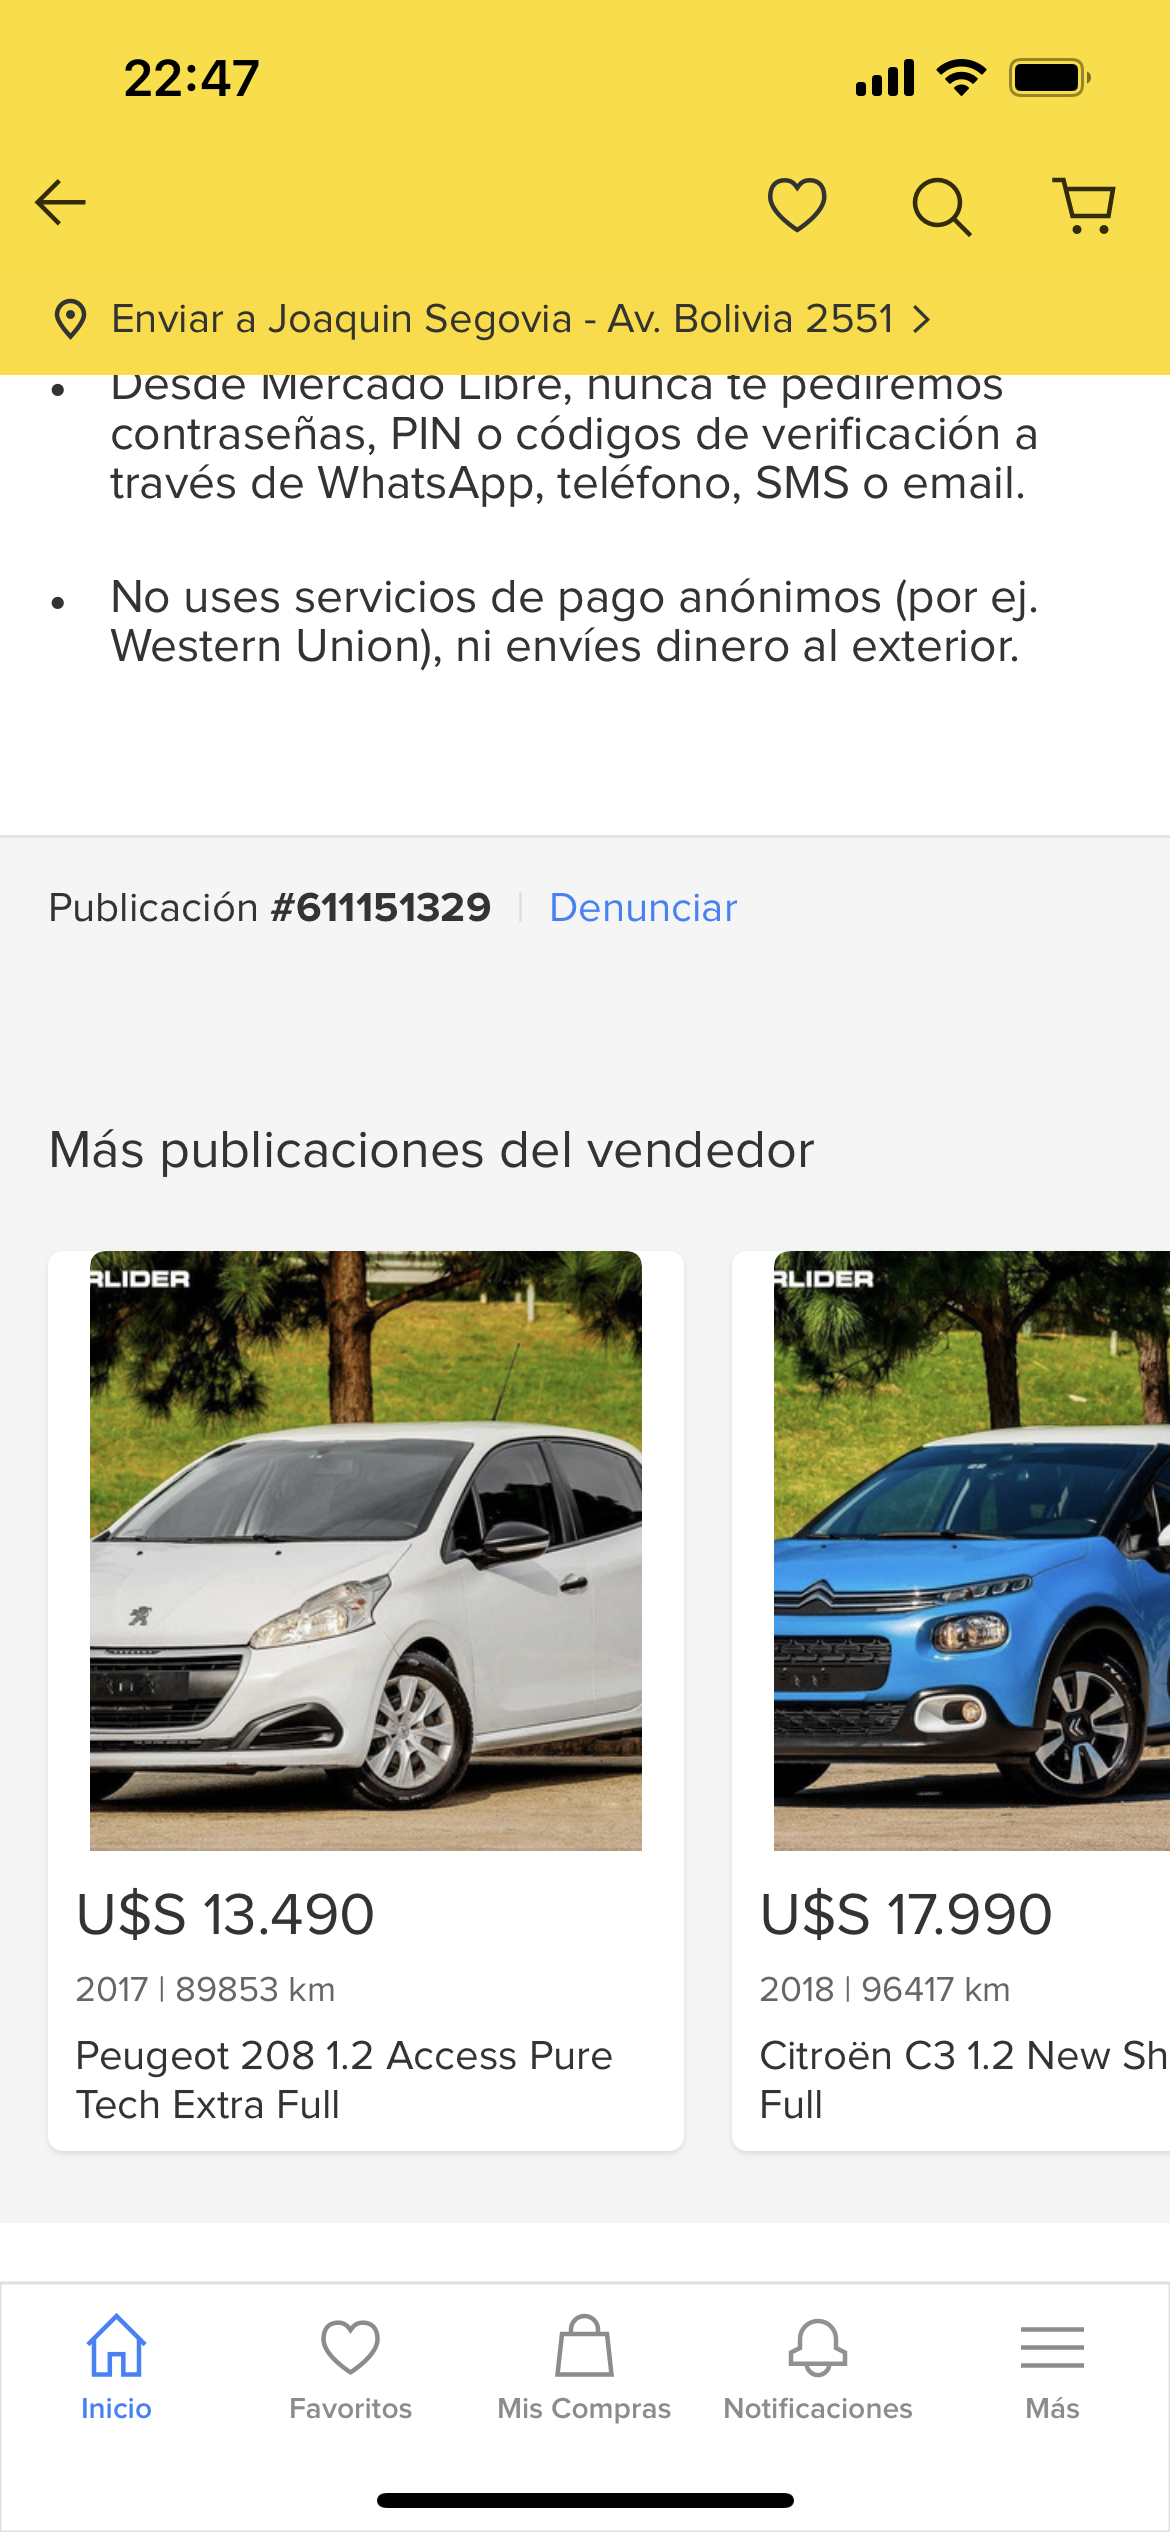 22:47
Enviar a Joaquin Segovia - Av. Bolivia 2551
• Desde Mercado Libre, nunca te pediremos
contraseñas, PIN o códigos de verificación a
través de WhatsApp, teléfono, SMS o email.
• No uses servicios de pago anónimos (por ej.
Western Union), ni envíes dinero al exterior.
Publicación #611151329 | Denunciar
Más publicaciones del vendedor
RLIDER
U$S 13.490
2017 | 89853 km
Peugeot 208 1.2 Access Pure
Tech Extra Full
RLIDER
U$S 17.990
2018 | 96417 km
Citroën C3 1.2 New Sh
Full
Inicio
Favoritos
Mis Compras
Notificaciones
Más